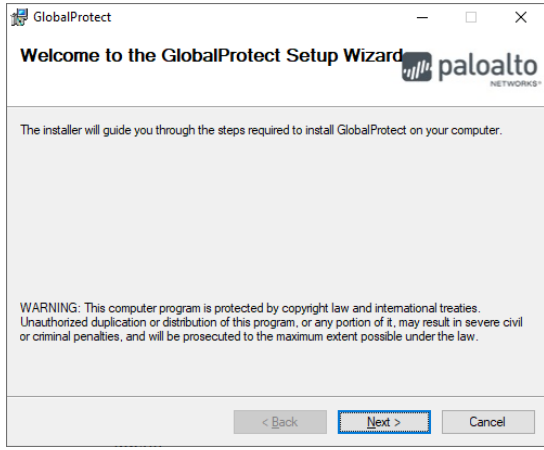 GlobalProtect
Welcome to the GlobalProtect Setup Wizard
paloalto
NETWORKS
The installer will guide you through the steps required to install GlobalProtect on your computer.
WARNING: This computer program is protected by copyright law and international treaties.
Unauthorized duplication or distribution of this program, or any portion of it, may result in severe civil
or criminal penalties, and will be prosecuted to the maximum extent possible under the law.
< Back
Next >
Cancel